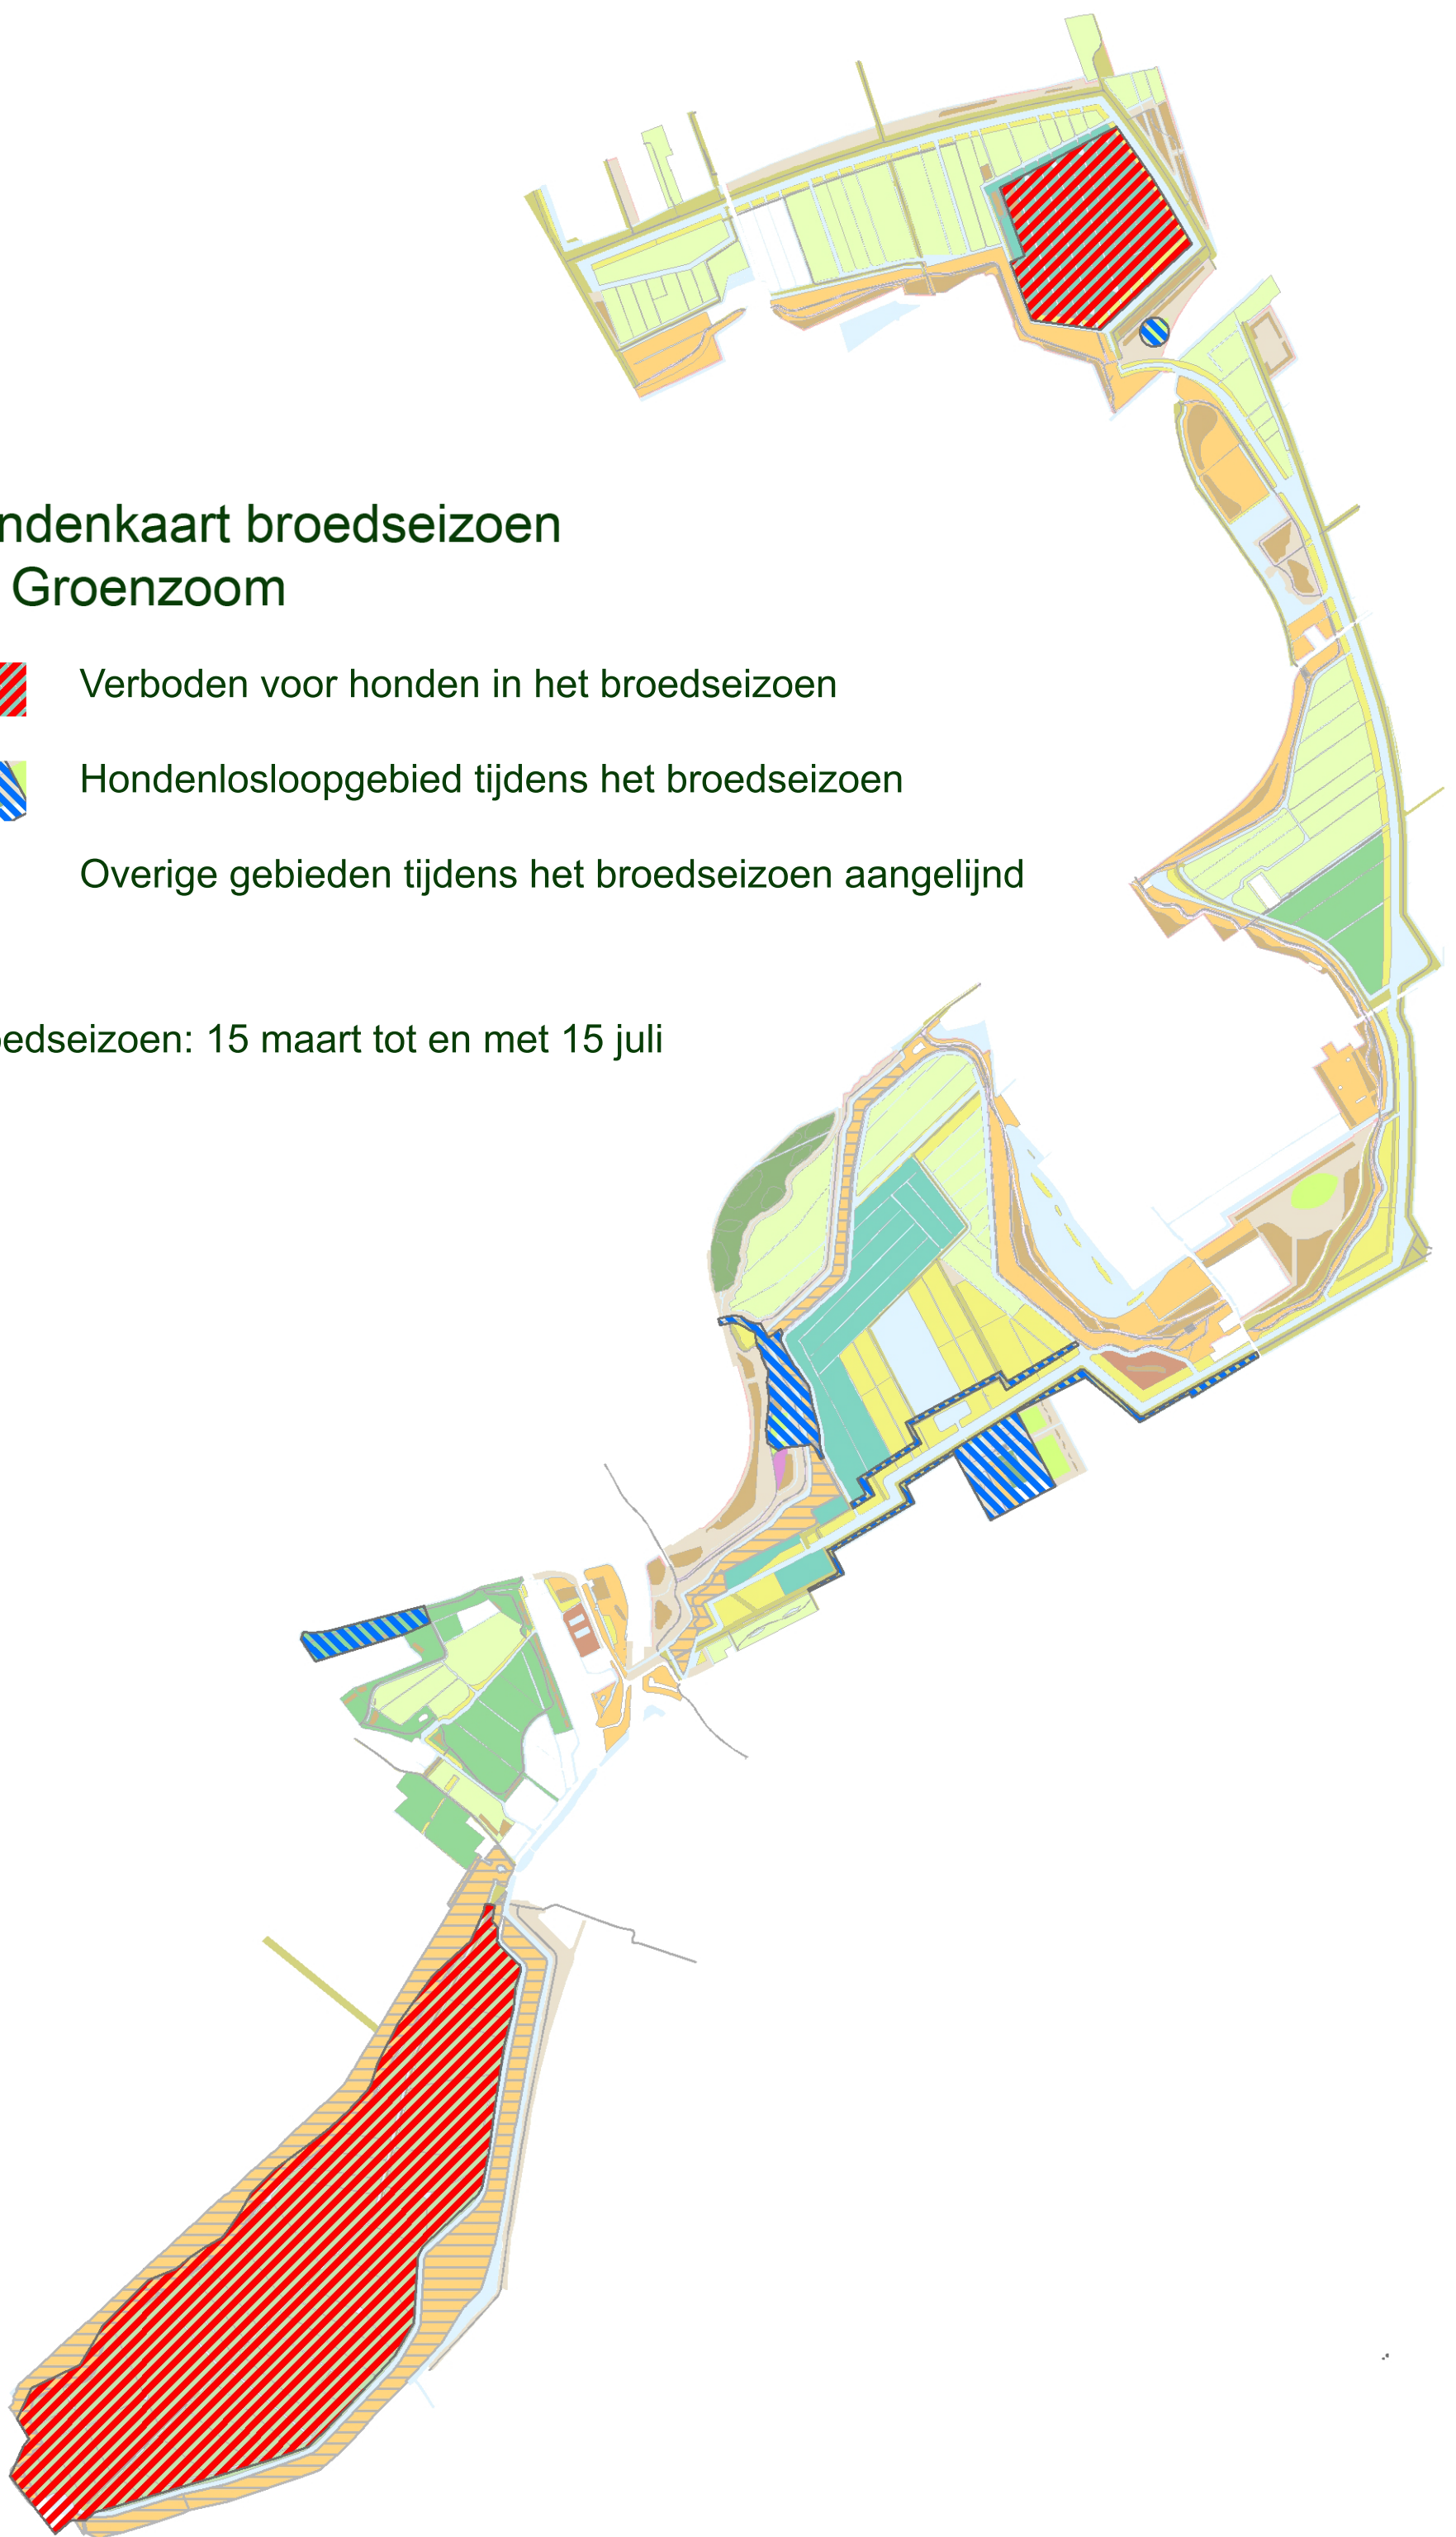 ndenkaart broedseizoen
Groenzoom
Verboden voor honden in het broedseizoen
Hondenlosloopgebied tijdens het broedseizoen
Overige gebieden tijdens het broedseizoen aangelijnd
edseizoen: 15 maart tot en met 15 juli